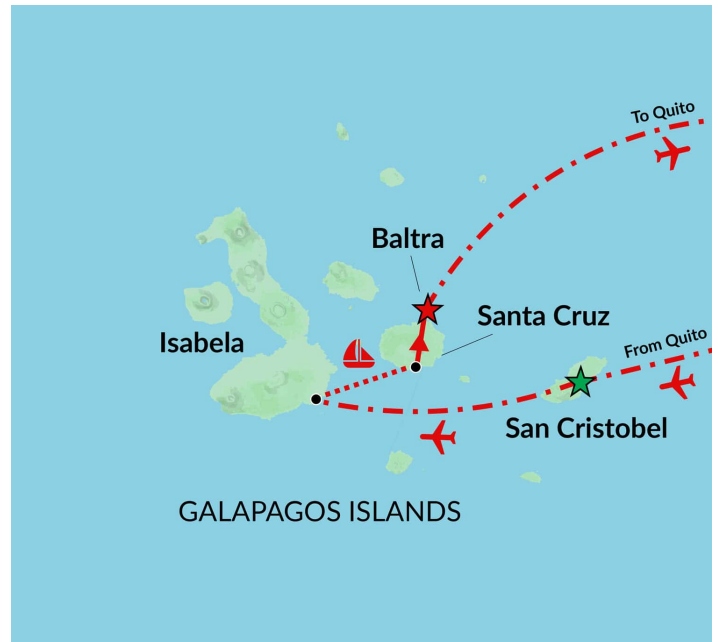 To Quito
Baltra
Santa Cruz
Isabela
From Quito
San Cristobel
GALAPAGOS ISLANDS